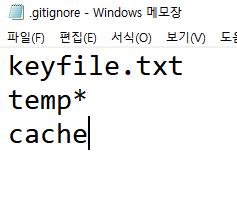 .gitignore - Windows 메모장
파일(F) 편집(E) 서식(O) 보기(V)
keyfile.txt
temp*
cache